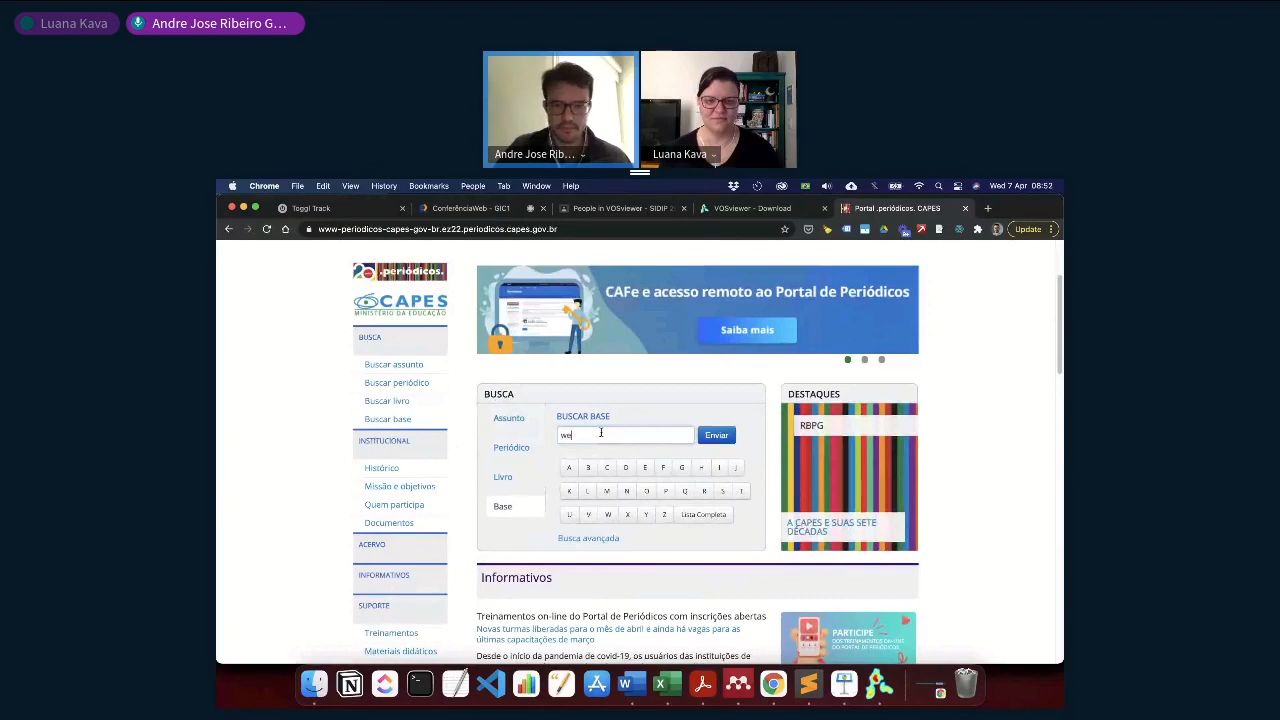 Luana Kava
Andre Jose Ribeiro G...
Andre Jose Rib...
Luana Kava
Chrome File Edit View History Bookmarks People Tab Window Help
Wed 7 Apr 08:52
Toggl Track
ConferênciaWeb - GIC1
People in VOSviewer - SIDIP 2
VOSviewer - Download
Portal .periódicos. CAPES
www-periodicos-capes-gov-br.ez22.periodicos.capes.gov.br
Update
.periódicos.
CAPES
MINISTÉRIO DA EDUCAÇÃO
BUSCA
Buscar assunto
Buscar periódico
Buscar livro
Buscar base
INSTITUCIONAL
Histórico
Missão e objetivos
Quem participa
Documentos
ACERVO
INFORMATIVOS
SUPORTE
Treinamentos
Materiais didáticos
CAFe e acesso remoto ao Portal de Periódicos
Saiba mais
BUSCA
Assunto
Periódico
Livro
Base
BUSCAR BASE
we
Enviar
A B C D E F G H I J
K L M N O P Q R S T
U V W X Y Z Lista Completa
Busca avançada
DESTAQUES
RBPG
A CAPES E SUAS SETE
DÉCADAS
Informativos
Treinamentos on-line do Portal de Periódicos com inscrições abertas
Novas turmas liberadas para o mês de abril e ainda há vagas para as
últimas capacitações de março
Desde o início da pandemia de covid-19, os usuários das instituições de
PARTICIPE
DOS TREINAMENTOS ON-LINE
DO PORTAL DE PERIÓDICOS